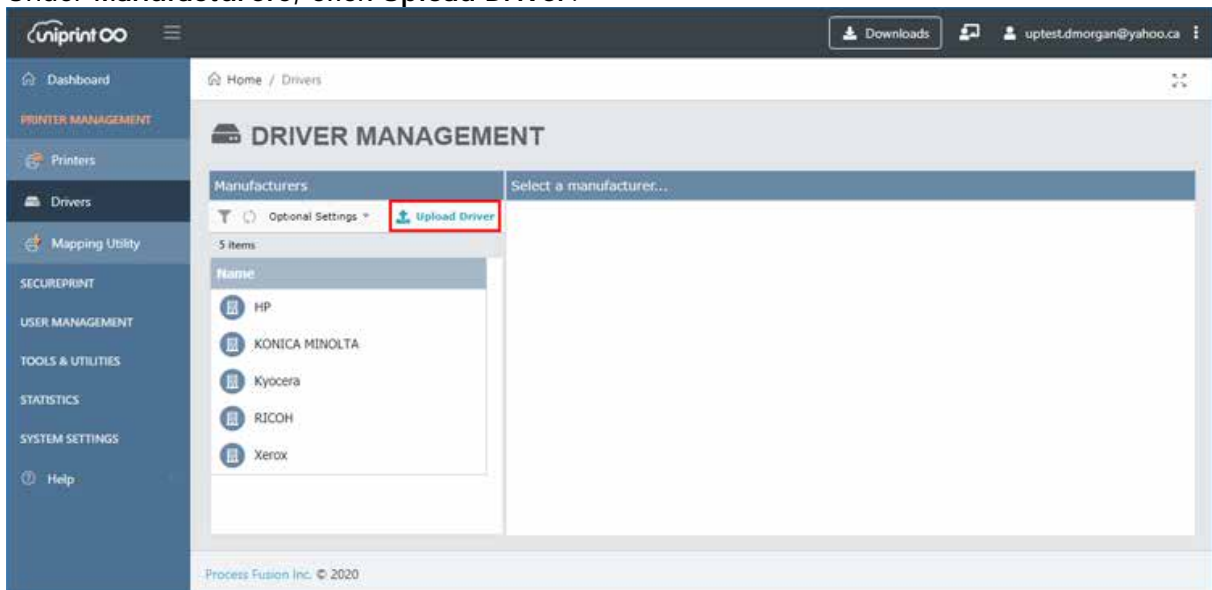 Under Manufacturers, click Upload Driver.
uniprint
Downloads
uptest.dmorgan@yahoo.ca
Dashboard
Home / Drivers
PRINTER MANAGEMENT
DRIVER MANAGEMENT
Printers
Manufacturers
Select a manufacturer...
Drivers
Optional Settings
Upload Driver
Mapping Utility
5 items
Name
SECUREPRINT
HP
USER MANAGEMENT
KONICA MINOLTA
TOOLS & UTILITIES
Kyocera
STATISTICS
RICOH
SYSTEM SETTINGS
Xerox
Help
Process Fusion Inc. © 2020